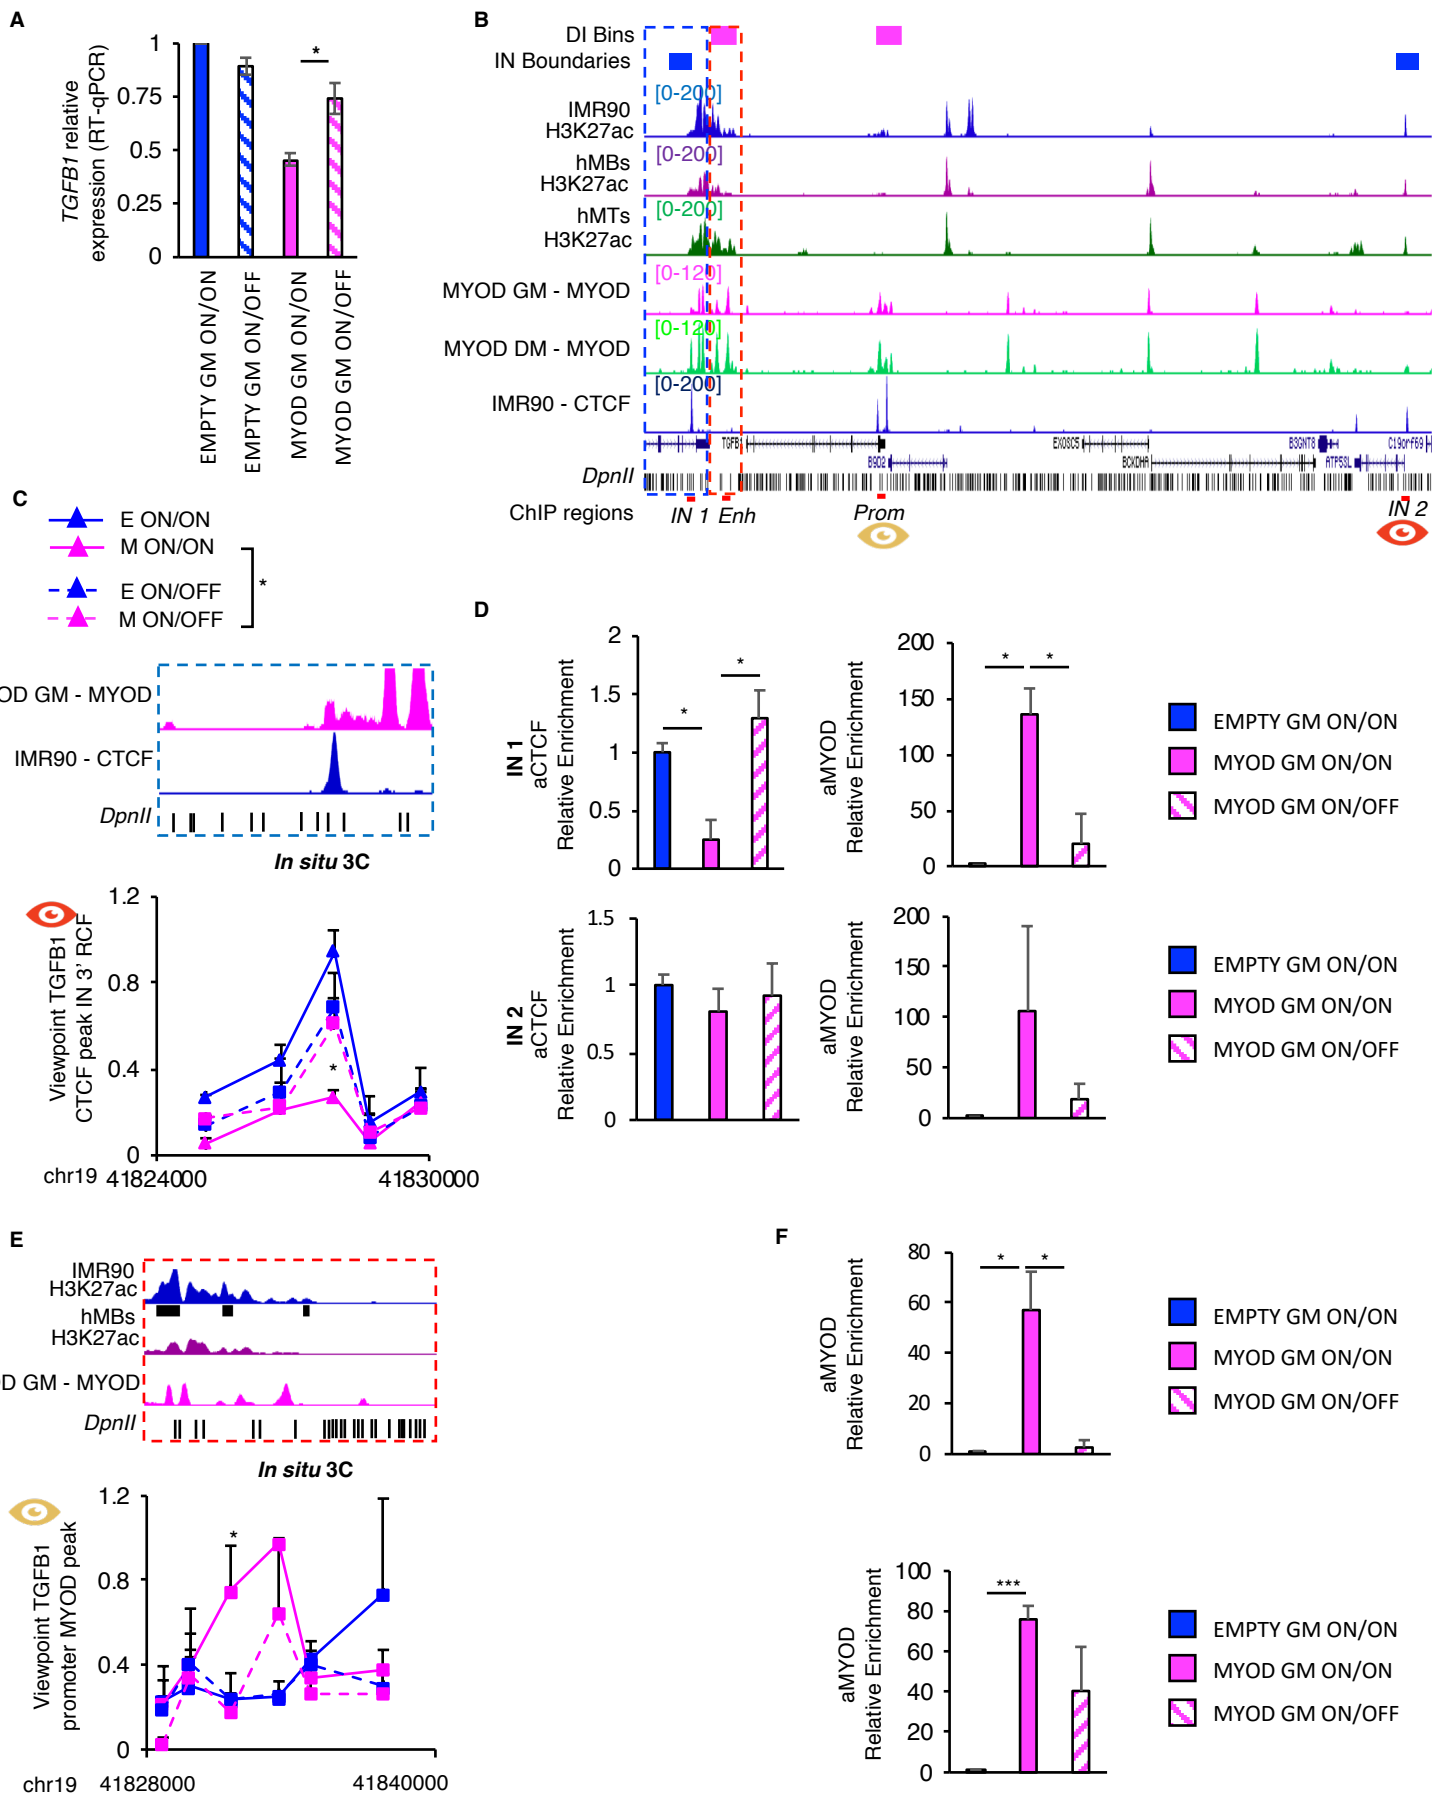 A
TGFB1 relative
expression (RT-qPCR)
1
0.75
0.5
0.25
0
*
EMPTY GM ON/ON
EMPTY GM ON/OFF
MYOD GM ON/ON
MYOD GM ON/OFF
B
DI Bins
IN Boundaries
[0-200]
IMR90
H3K27ac
[0-200]
hMBs
H3K27ac
[0-200]
hMTs
H3K27ac
[0-120]
MYOD GM - MYOD
[0-120]
MYOD DM - MYOD
[0-200]
IMR90 - CTCF
TGFB1
EXOSC5
B3GNT8
C19orf69
B9D2
BCKDHA
ATP5SL
DpnII
ChIP regions
IN 1
Enh
Prom
IN 2
C
E ON/ON
M ON/ON
E ON/OFF
M ON/OFF
*
OD GM - MYOD
IMR90 - CTCF
DpnII
In situ 3C
Viewpoint TGFB1
CTCF peak IN 3' RCF
1.2
0.8
0.4
0
*
chr19
41824000
41830000
D
IN 1
aCTCF
Relative Enrichment
2
1.5
1
0.5
0
*
*
aMYOD
Relative Enrichment
200
150
100
50
0
*
*
EMPTY GM ON/ON
MYOD GM ON/ON
MYOD GM ON/OFF
IN 2
aCTCF
Relative Enrichment
1.5
1
0.5
0
aMYOD
Relative Enrichment
200
150
100
50
0
EMPTY GM ON/ON
MYOD GM ON/ON
MYOD GM ON/OFF
E
IMR90
H3K27ac
hMBs
H3K27ac
D GM - MYOD
DpnII
In situ 3C
Viewpoint TGFB1
promoter MYOD peak
1.2
0.8
0.4
0
*
chr19
41828000
41840000
F
aMYOD
Relative Enrichment
80
60
40
20
0
*
*
EMPTY GM ON/ON
MYOD GM ON/ON
MYOD GM ON/OFF
aMYOD
Relative Enrichment
100
80
60
40
20
0
***
EMPTY GM ON/ON
MYOD GM ON/ON
MYOD GM ON/OFF